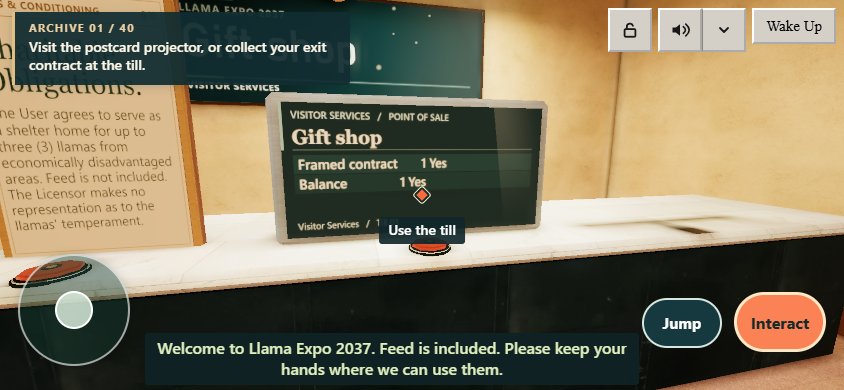 ARCHIVE 01 / 40
Visit the postcard projector, or collect your exit
contract at the till.
LLAMA EXPO 2037
Gift shop
VISITOR SERVICES
Wake Up
& CONDITIONING
Obligations.
The User agrees to serve as
shelter home for up to
three (3) llamas from
economically disadvantaged
areas. Feed is not included.
The Licensor makes no
representation as to the
llamas' temperament.
VISITOR SERVICES / POINT OF SALE
Gift shop
Framed contract 1 Yes
Balance 1 Yes
Visitor Services /
Use the till
Jump
Interact
Welcome to Llama Expo 2037. Feed is included. Please keep your
hands where we can use them.